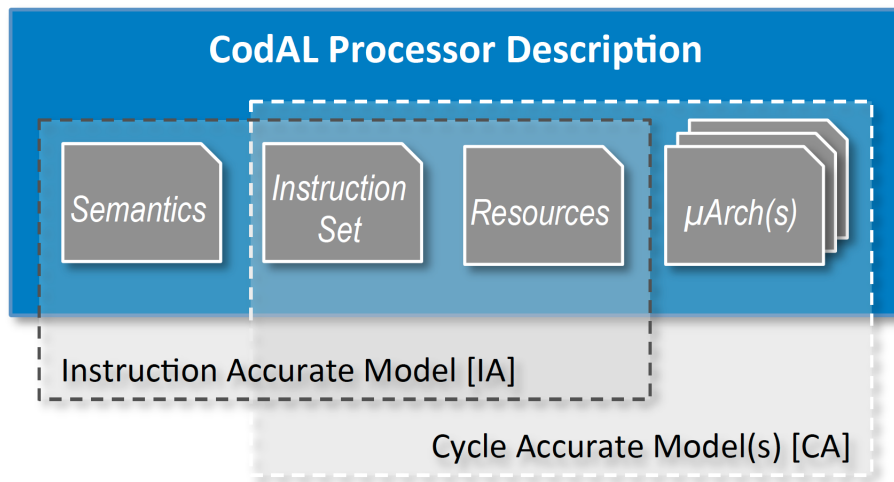 CodAL Processor Description
Semantics
Instruction
Set
Resources
μArch(s)
Instruction Accurate Model [IA]
Cycle Accurate Model(s) [CA]